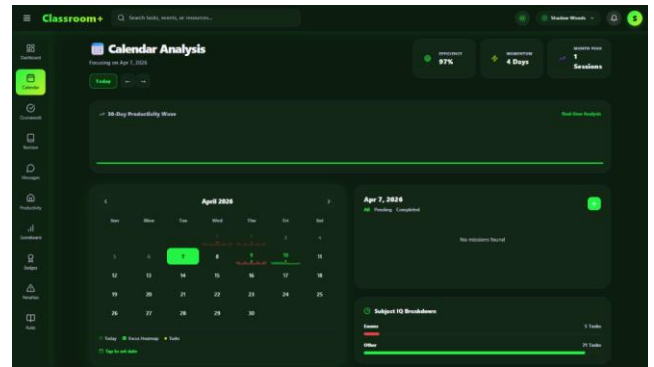 Classroom+
Search tasks, events, or resources...
Shadow Woods
S
Dashboard
Calendar
Coursework
Revision
Messages
Productivity
Scoreboard
Badges
Penalties
Rules
Calendar Analysis
Focusing on Apr 7, 2026
Today
EFFICIENCY
97%
MOMENTUM
4 Days
MONTH PEAK
1
Sessions
30-Day Productivity Wave
Real-Time Analysis
April 2026
Sun Mon Tue Wed Thu Fri Sat
1 2 3 4
5 6 7 8 9 10 11
12 13 14 15 16 17 18
19 20 21 22 23 24 25
26 27 28 29 30
Today Focus Heatmap Tasks
Tap to set date
Apr 7, 2026
All Pending Completed
No missions found
Subject IQ Breakdown
Exams 5 Tasks
Other 71 Tasks